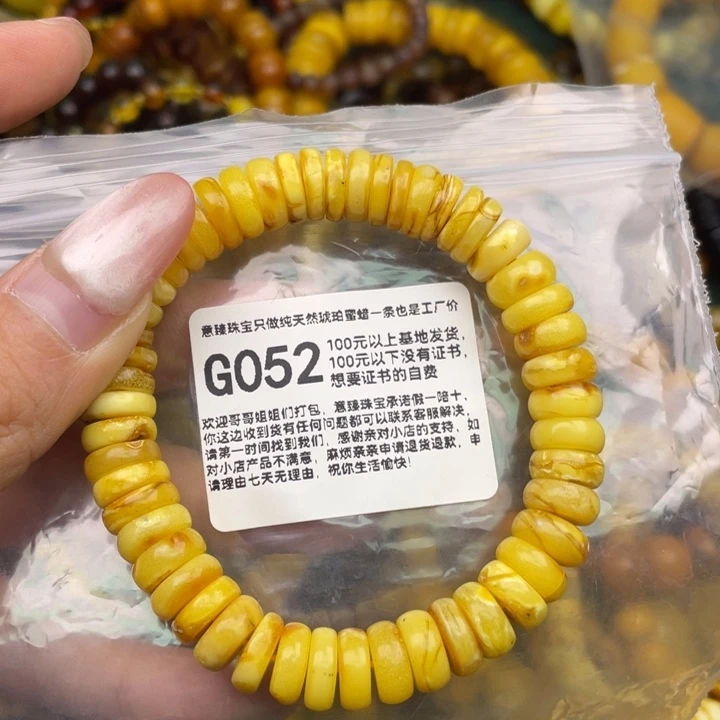 意臻珠宝只做纯天然琥珀蜜蜡一条也是工厂价
G052
100元以上基地发货，
100元以下没有证书，
想要证书的自费
欢迎哥哥姐姐们打包，意臻珠宝承诺假一赔十，
你这边收到货有任何问题都可以联系客服解决，
请第一时间找到我们，感谢亲对小店的支持，如
对小店产品不满意，麻烦亲亲申请退货退款，申
请理由七天无理由，祝你生活愉快！